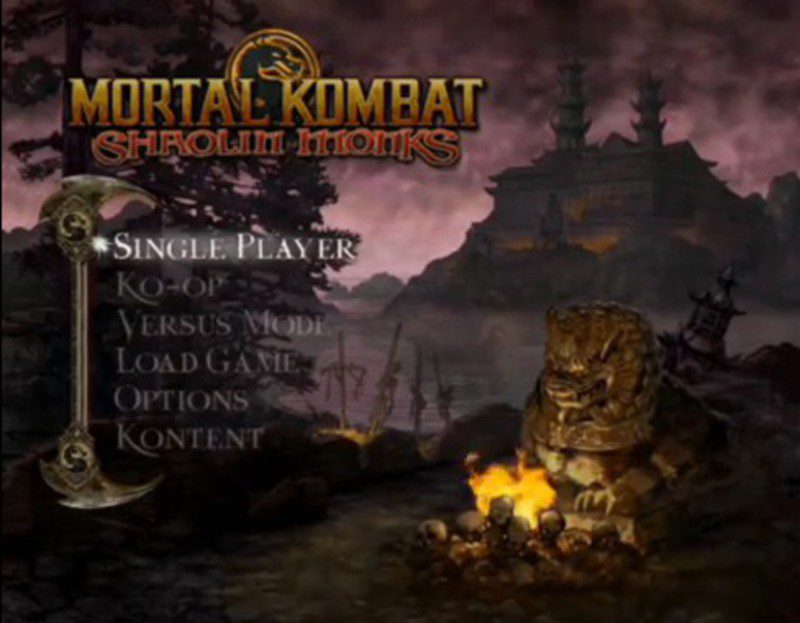 MORTAL KOMBAT
SHAOLIN MONKS
SINGLE PLAYER
KO-OP
VERSUS MODE
LOAD GAME
OPTIONS
KONTENT